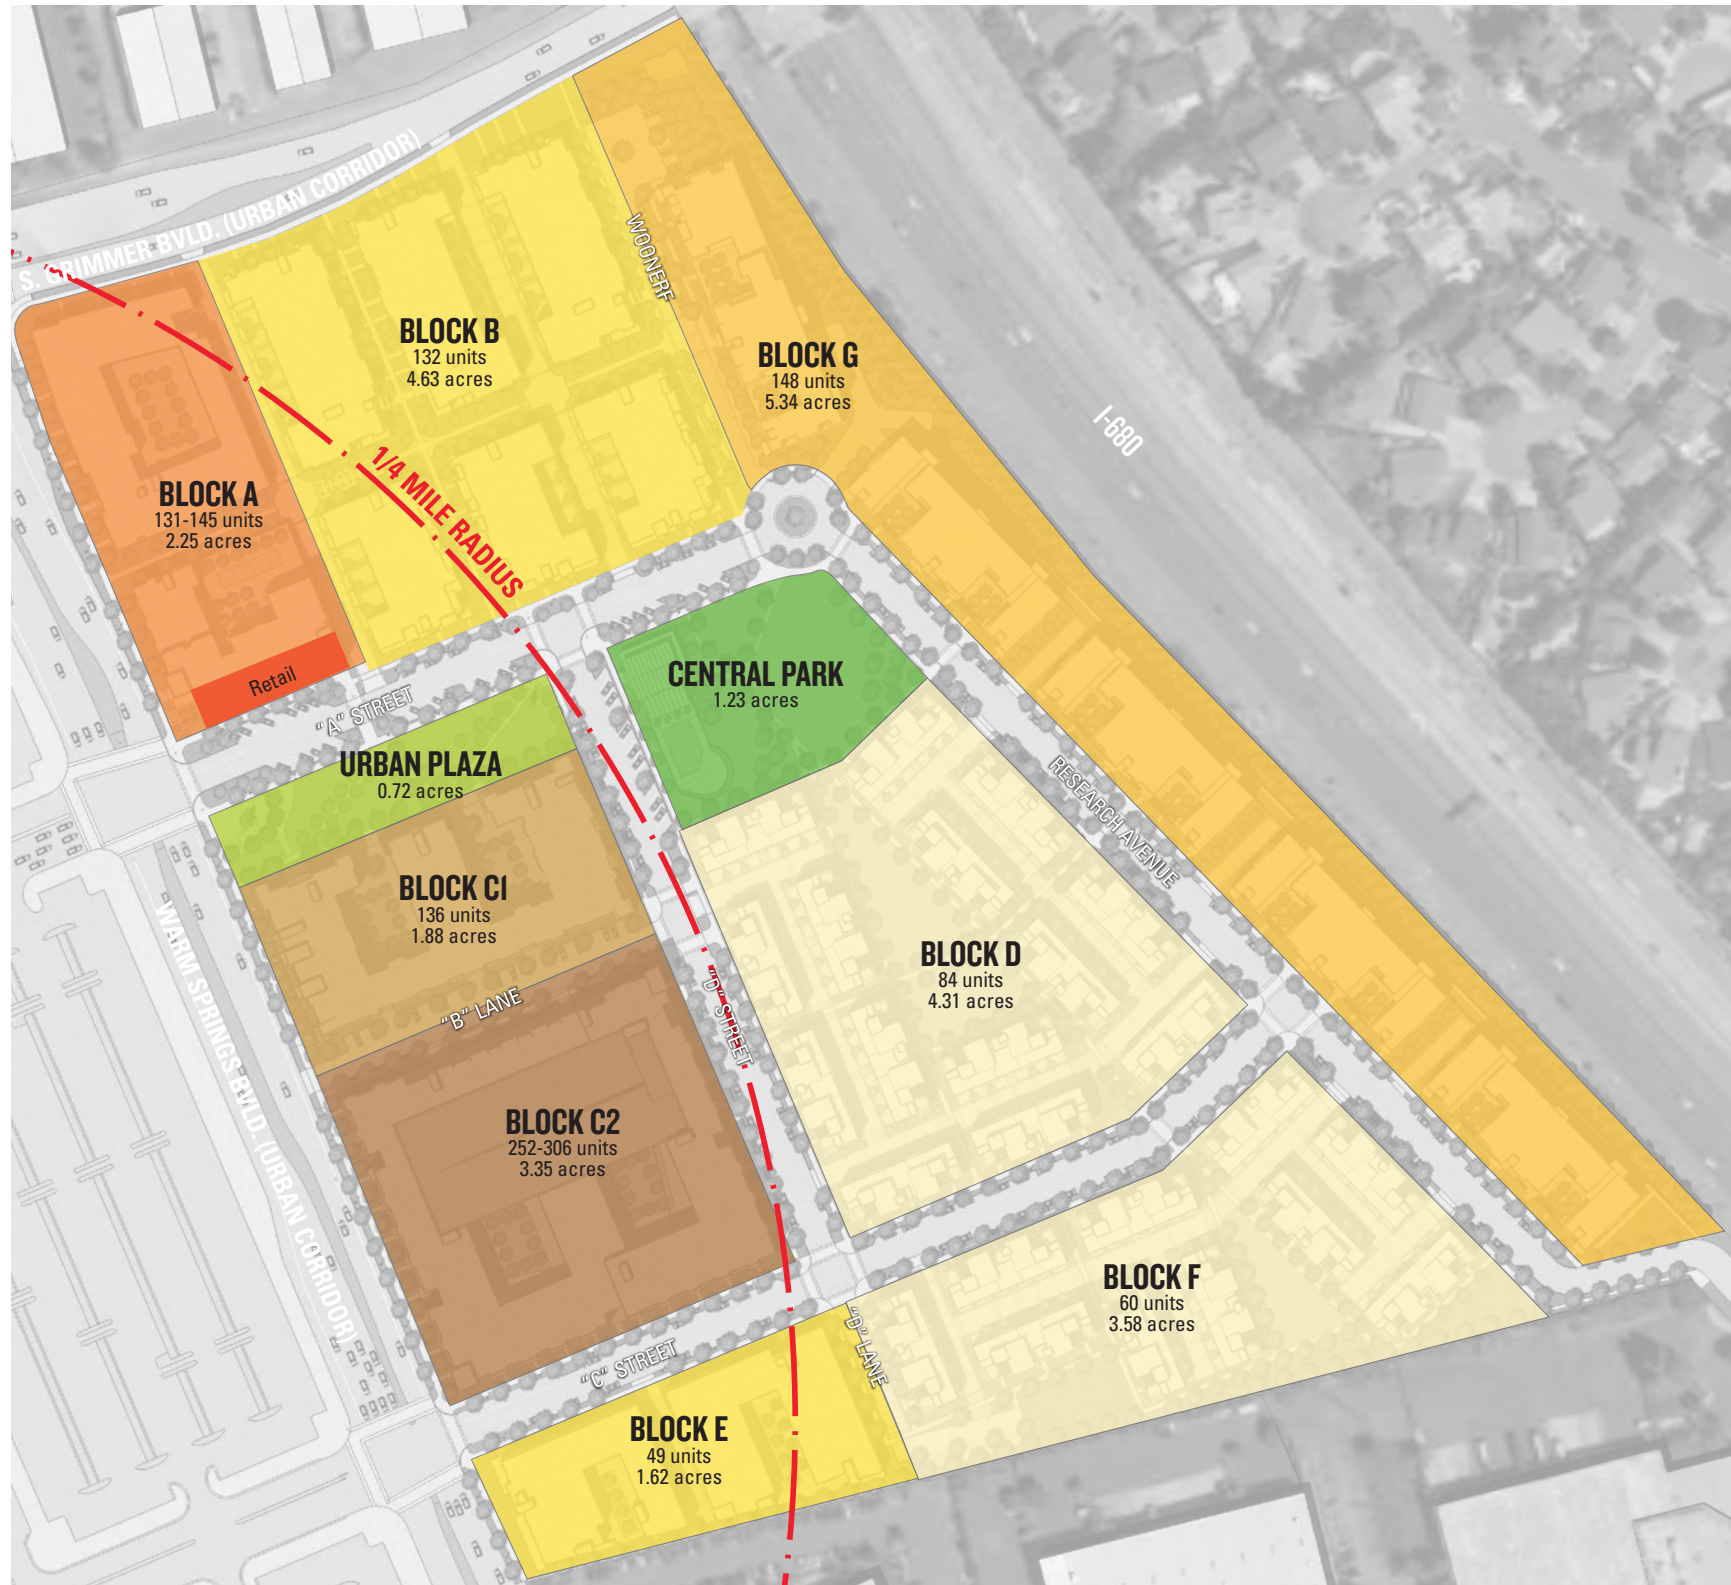 S. GRIMMER BVLD. (URBAN CORRIDOR)
WOONERF
BLOCK B
132 units
4.63 acres
BLOCK G
148 units
5.34 acres
I-680
1/4 MILE RADIUS
BLOCK A
131-145 units
2.25 acres
Retail
"A" STREET
CENTRAL PARK
1.23 acres
URBAN PLAZA
0.72 acres
RESEARCH AVENUE
BLOCK C1
136 units
1.88 acres
WARM SPRINGS BVLD. (URBAN CORRIDOR)
"B" LANE
"D" STREET
BLOCK D
84 units
4.31 acres
BLOCK C2
252-306 units
3.35 acres
BLOCK F
60 units
3.58 acres
"D" LANE
"C" STREET
BLOCK E
49 units
1.62 acres